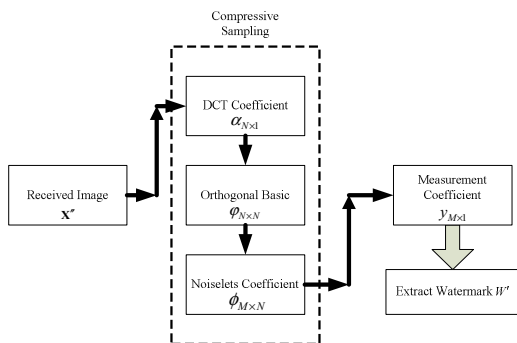 Compressive
Sampling
DCT Coefficient
α_{N×1}
Received Image
X″
Orthogonal Basic
φ_{N×N}
Measurement
Coefficient
y_{M×1}
Noiselets Coefficient
ϕ_{M×N}
Extract Watermark W′